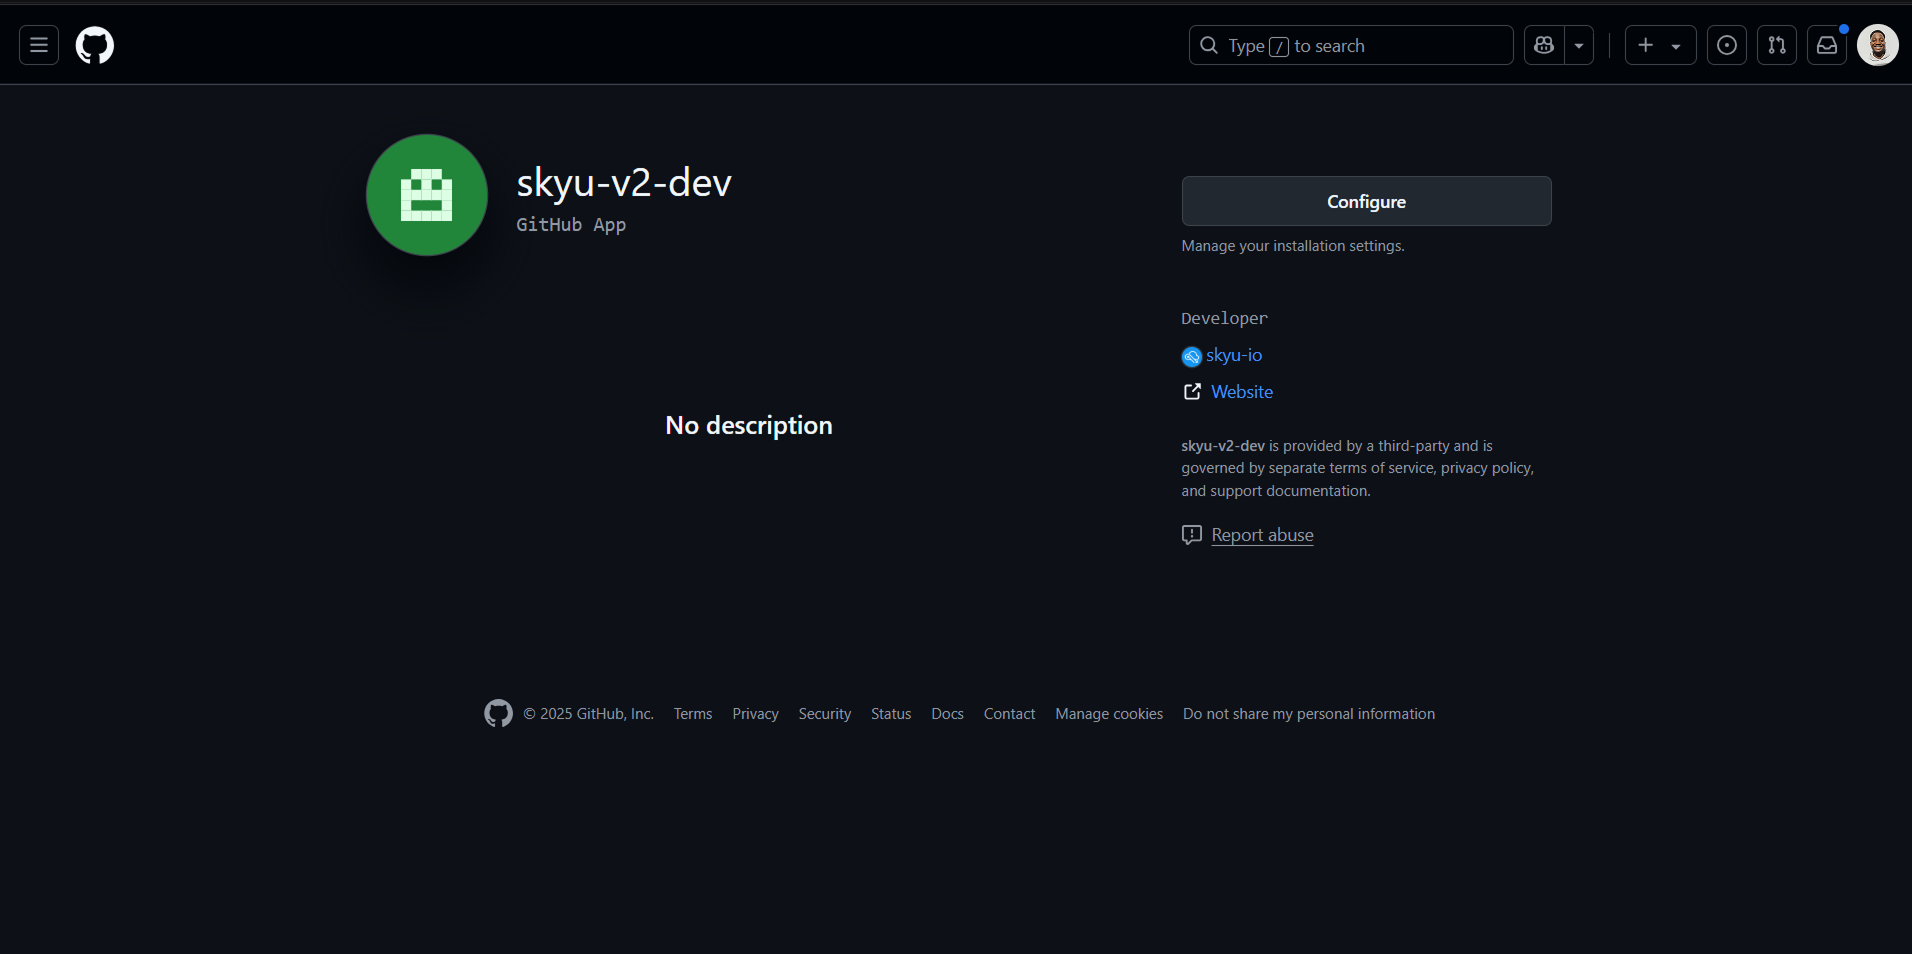 Type / to search
skyu-v2-dev
GitHub App
Configure
Manage your installation settings.
Developer
skyu-io
Website
No description
skyu-v2-dev is provided by a third-party and is
governed by separate terms of service, privacy policy,
and support documentation.
Report abuse
© 2025 GitHub, Inc. Terms Privacy Security Status Docs Contact Manage cookies Do not share my personal information